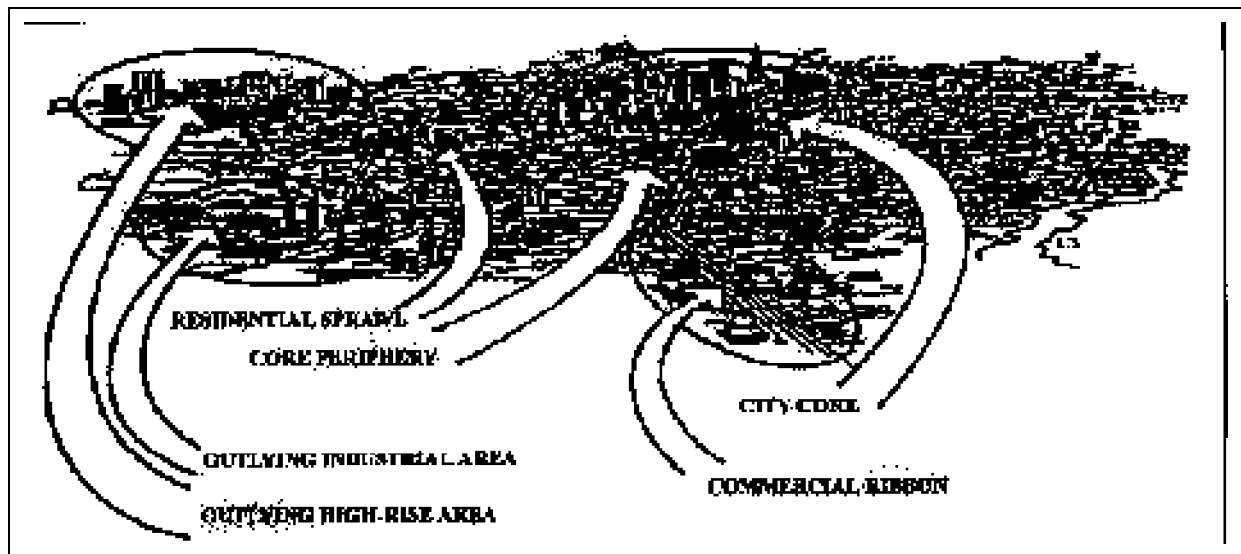 RESIDENTIAL SPRAWL
CORE PERIPHERY
CITY CORE
OUTLYING INDUSTRIAL AREA
COMMERCIAL RIBBON
OUTLYING HIGH-RISE AREA